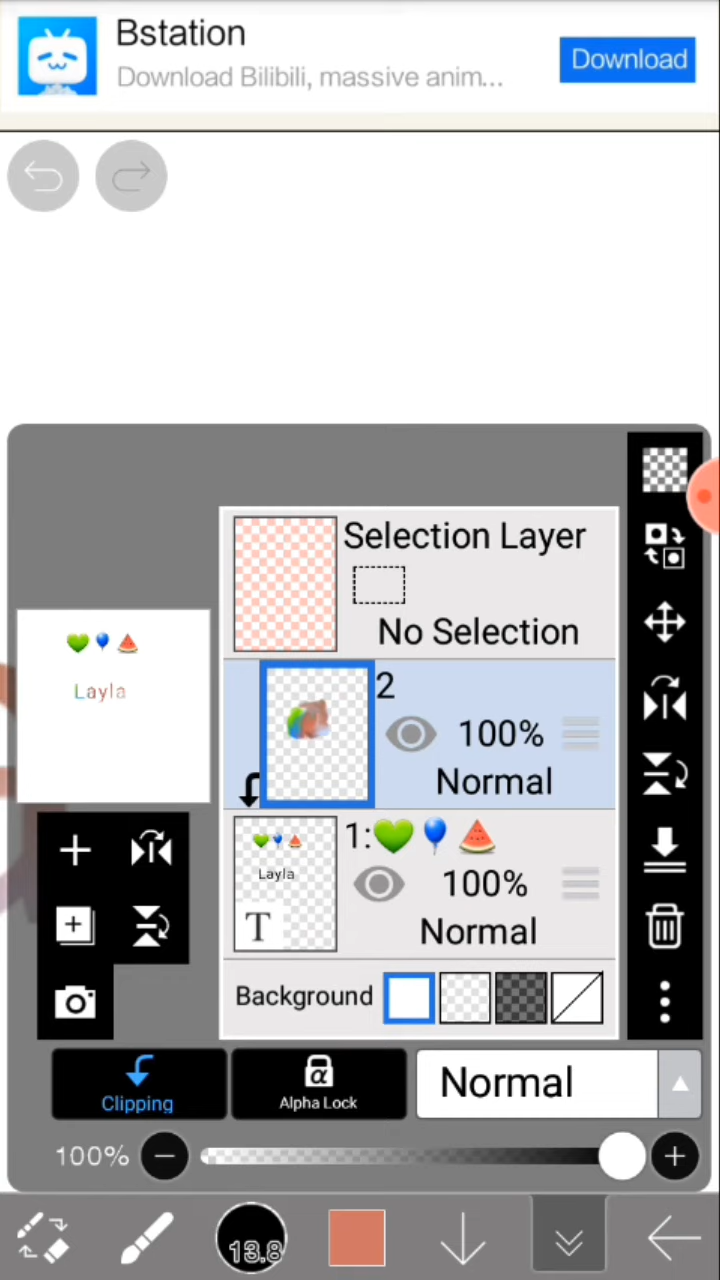 Bstation
Download Bilibili, massive anim...
Download
Selection Layer
No Selection
2
100%
Normal
Layla
1:💚🎈🍉
100%
Normal
Layla
T
Background
Clipping
α
Alpha Lock
Normal
100%
13.8